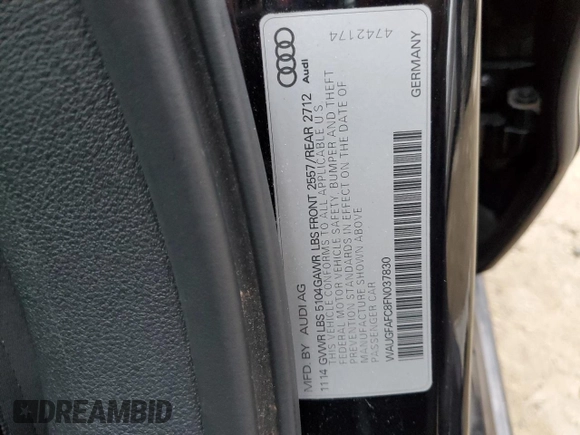 4742174
Audi
GERMANY
MFD BY AUDI AG
11 14 GVWR LBS 5104 GAWR LBS FRONT 2557/REAR 2712
THIS VEHICLE CONFORMS TO ALL APPLICABLE U S
FEDERAL MOTOR VEHICLE SAFETY, BUMPER AND THEFT
PREVENTION STANDARDS IN EFFECT ON THE DATE OF
MANUFACTURE SHOWN ABOVE
PASSENGER CAR
WAUGFAFC8FN037830
DREAMBID